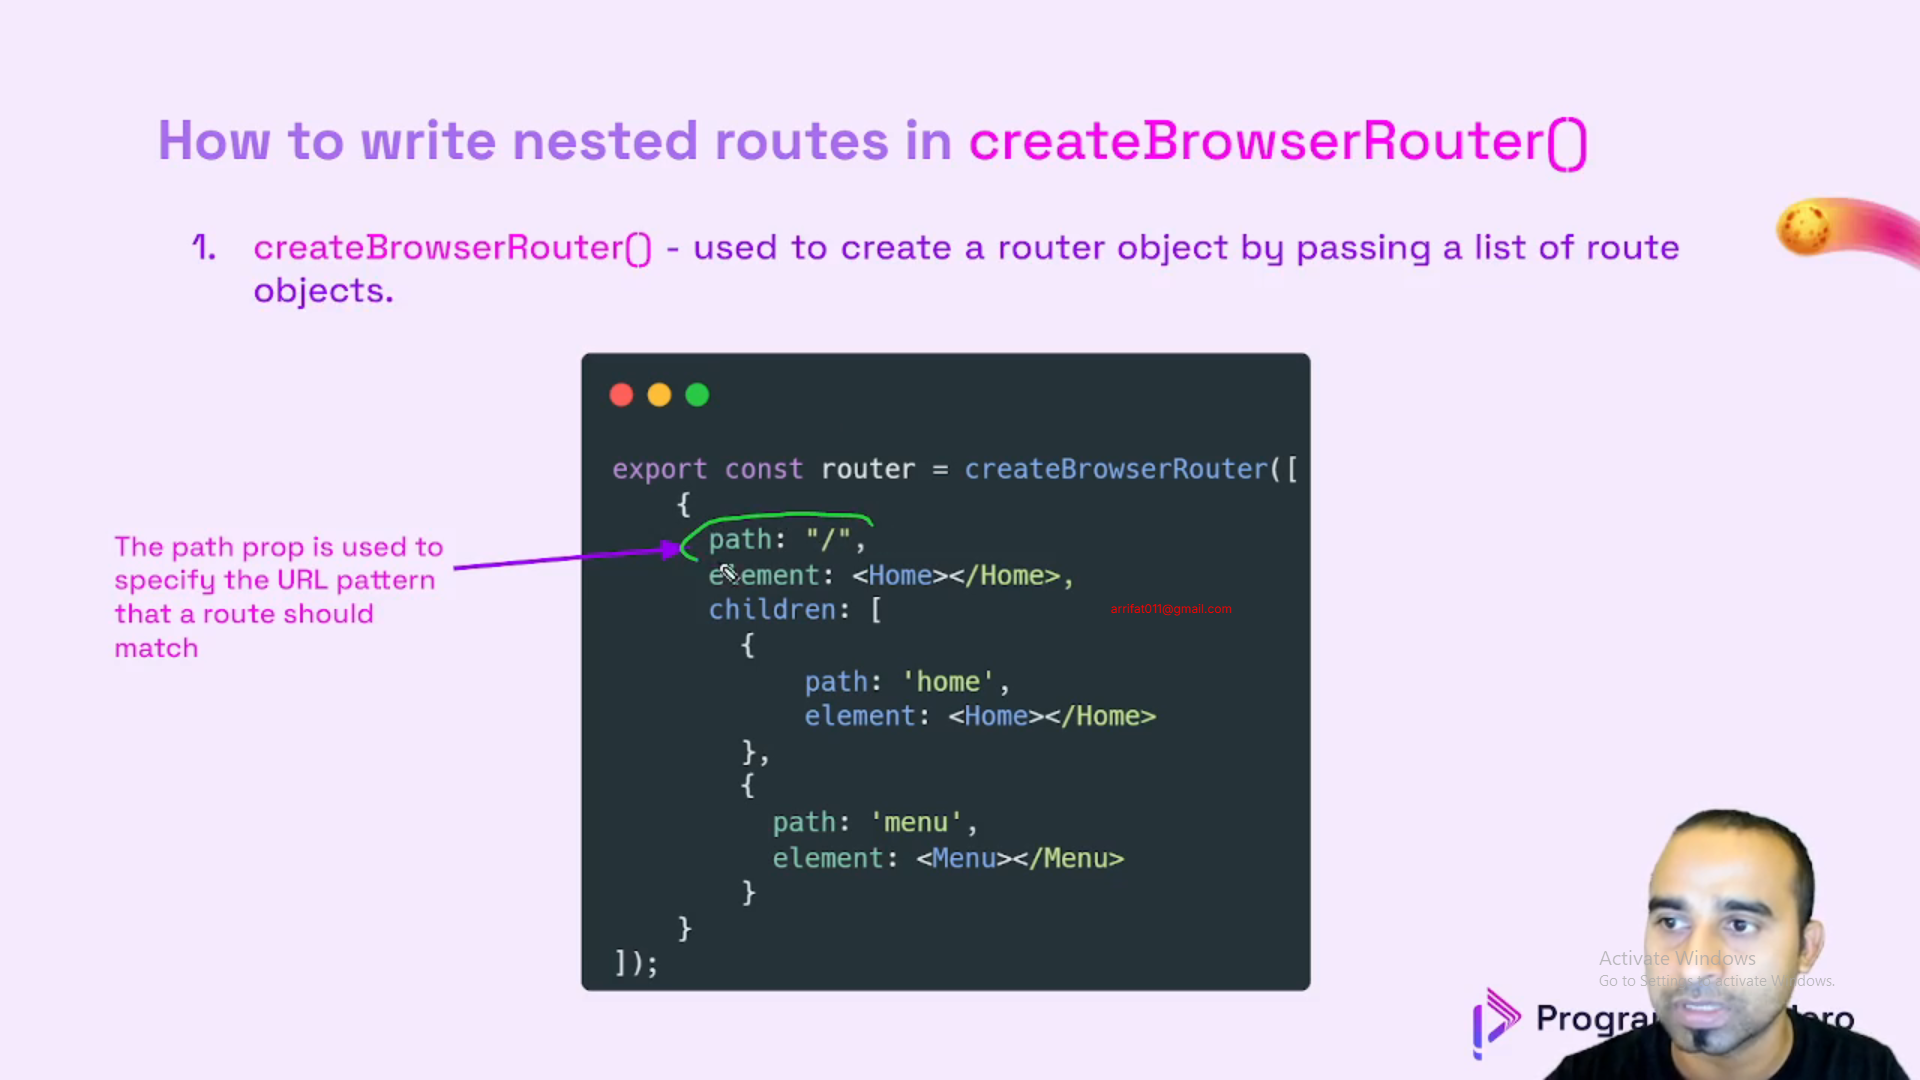 How to write nested routes in createBrowserRouter()
1. createBrowserRouter() - used to create a router object by passing a list of route
objects.
export const router = createBrowserRouter([
{
path: "/",
element: <Home></Home>,
children: [
{
path: 'home',
element: <Home></Home>
},
{
path: 'menu',
element: <Menu></Menu>
}
}
]);
The path prop is used to
specify the URL pattern
that a route should
match
arrifat011@gmail.com
Activate Windows
Go to Settings to activate Windows.